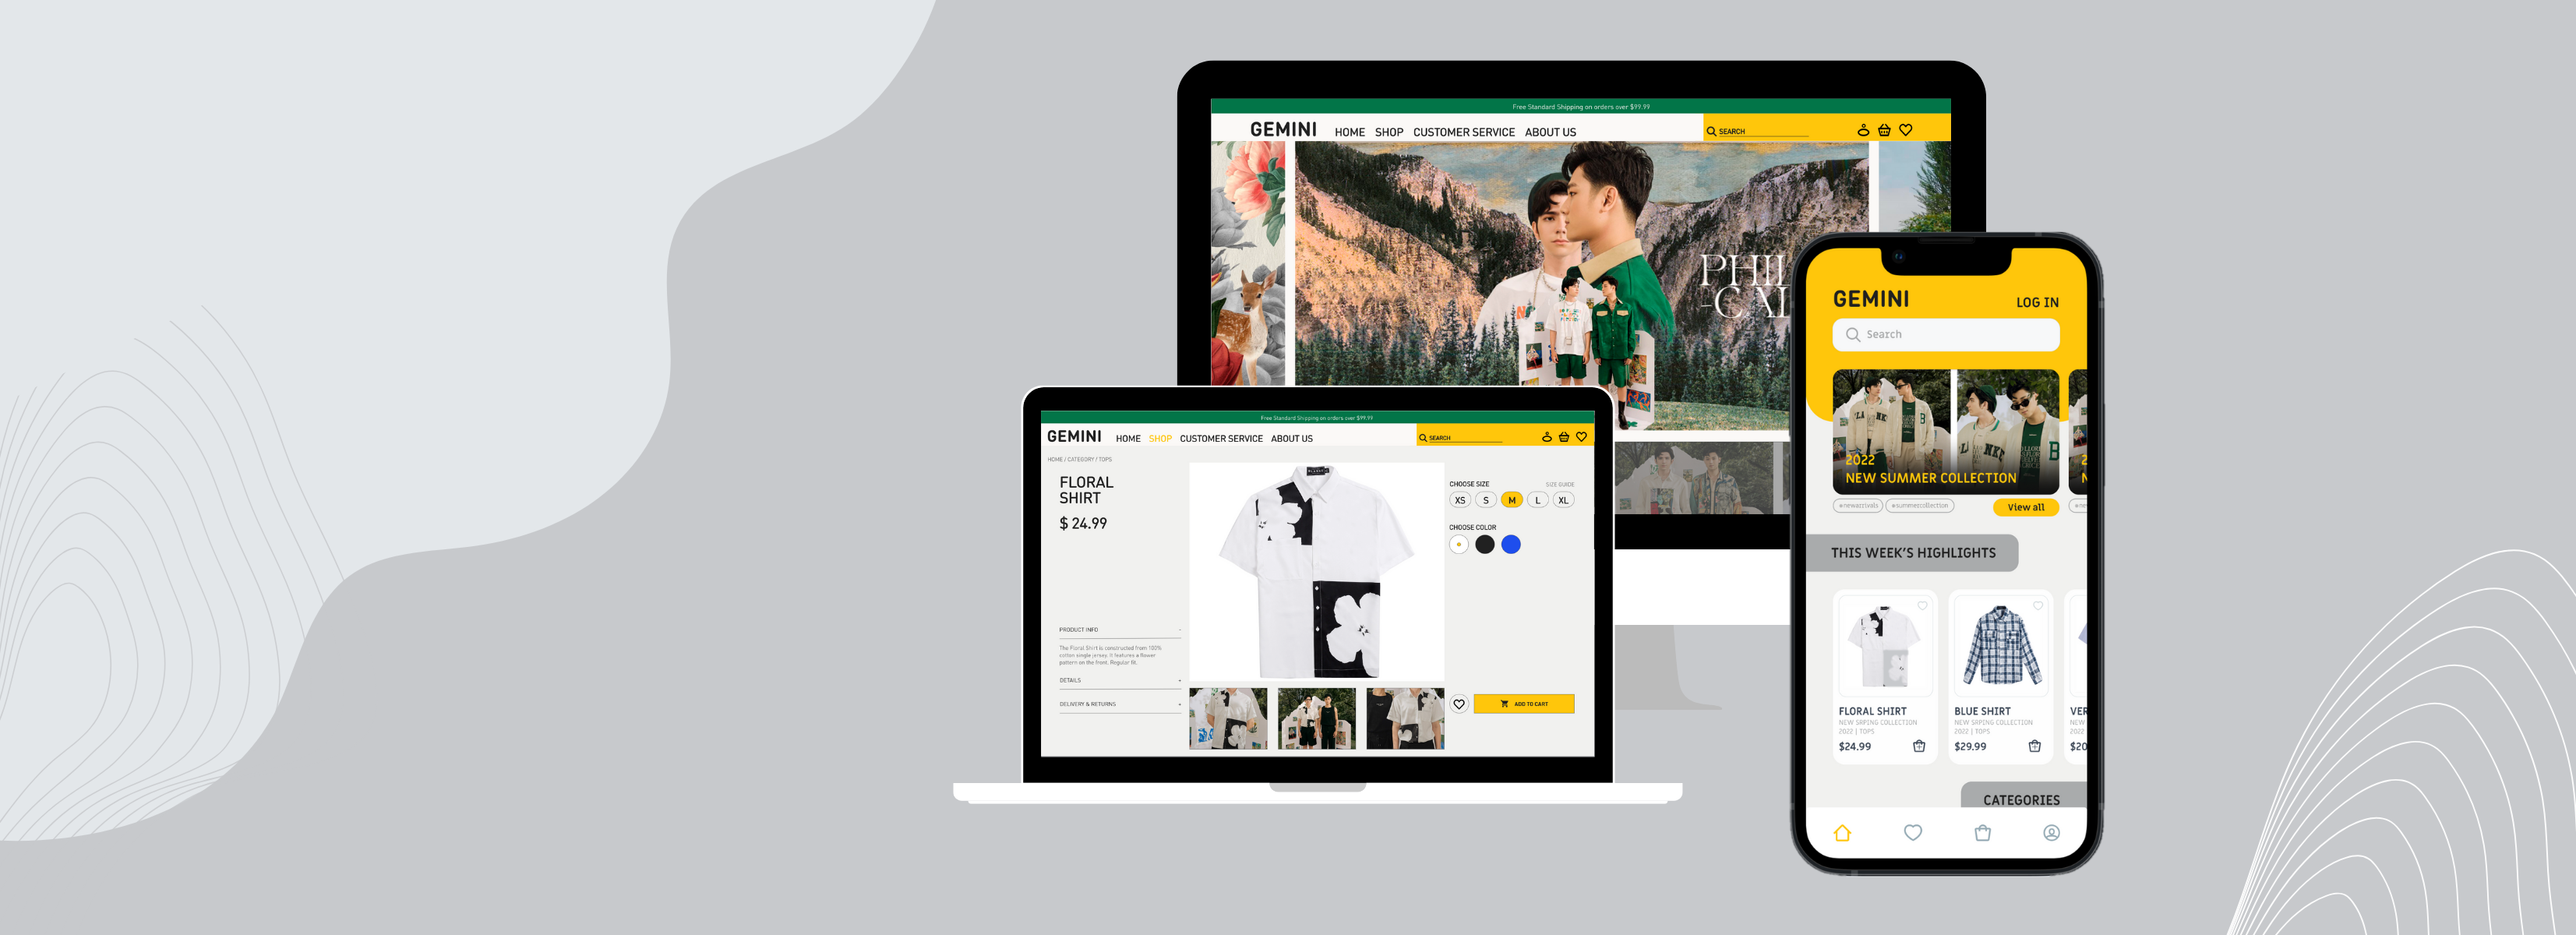 Free Standard Shipping on orders over $99.99
GEMINI HOME SHOP CUSTOMER SERVICE ABOUT US SEARCH
PHIL
-CAL
Free Standard Shipping on orders over $99.99
GEMINI HOME SHOP CUSTOMER SERVICE ABOUT US SEARCH
HOME / CATEGORY / TOPS
FLORAL
SHIRT
$ 24.99
PRODUCT INFO -
The Floral Shirt is constructed from 100%
cotton single jersey. It features a flower
pattern on the front. Regular fit.
DETAILS +
DELIVERY & RETURNS +
CHOOSE SIZE SIZE GUIDE
XS S M L XL
CHOOSE COLOR
ADD TO CART
GEMINI LOG IN
Search
2022
NEW SUMMER COLLECTION
#newarrivals #summercollection View all
THIS WEEK'S HIGHLIGHTS
FLORAL SHIRT
NEW SRPING COLLECTION
2022 | TOPS
$24.99
BLUE SHIRT
NEW SRPING COLLECTION
2022 | TOPS
$29.99
VER
NEW
2022
$20
CATEGORIES